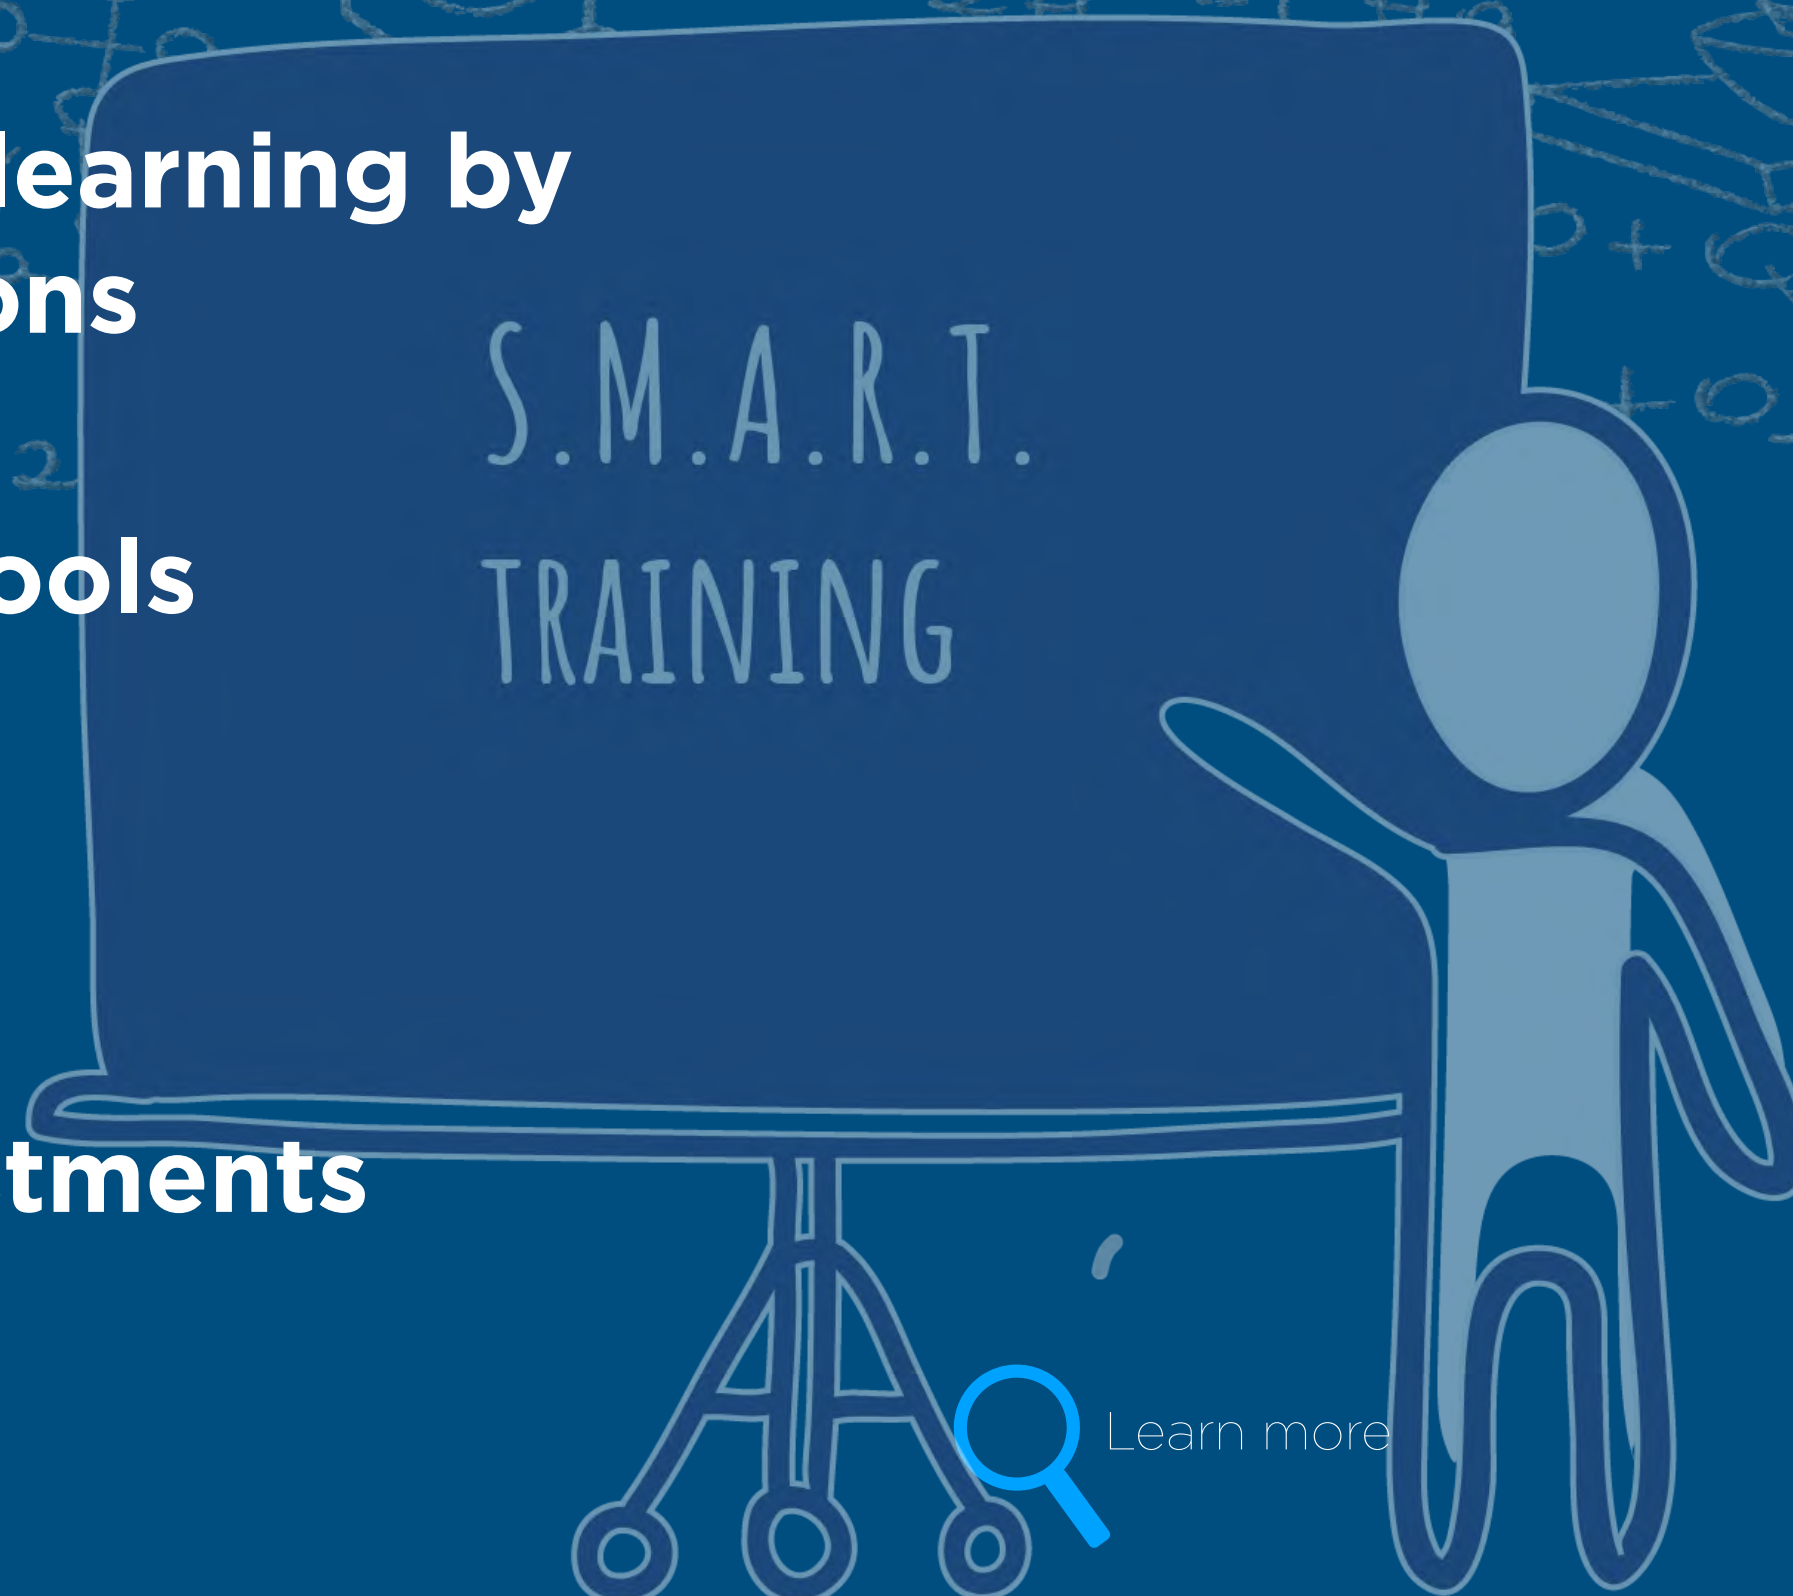 learning by
ons
S.M.A.R.T.
ools
TRAINING
tments
Learn more